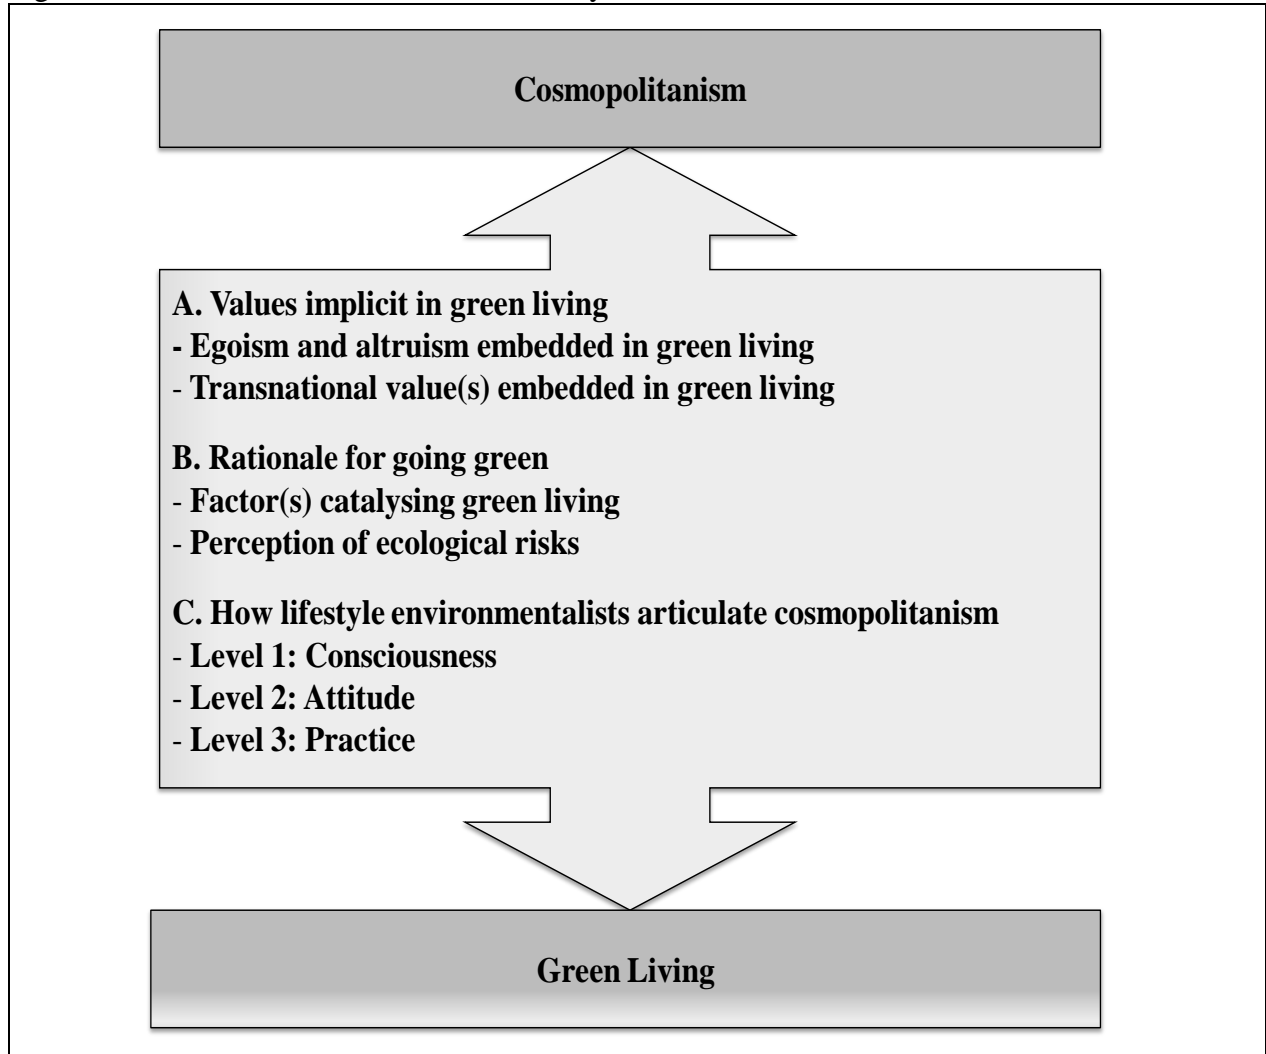 Cosmopolitanism
A. Values implicit in green living
- Egoism and altruism embedded in green living
- Transnational value(s) embedded in green living
B. Rationale for going green
- Factor(s) catalysing green living
- Perception of ecological risks
C. How lifestyle environmentalists articulate cosmopolitanism
- Level 1: Consciousness
- Level 2: Attitude
- Level 3: Practice
Green Living